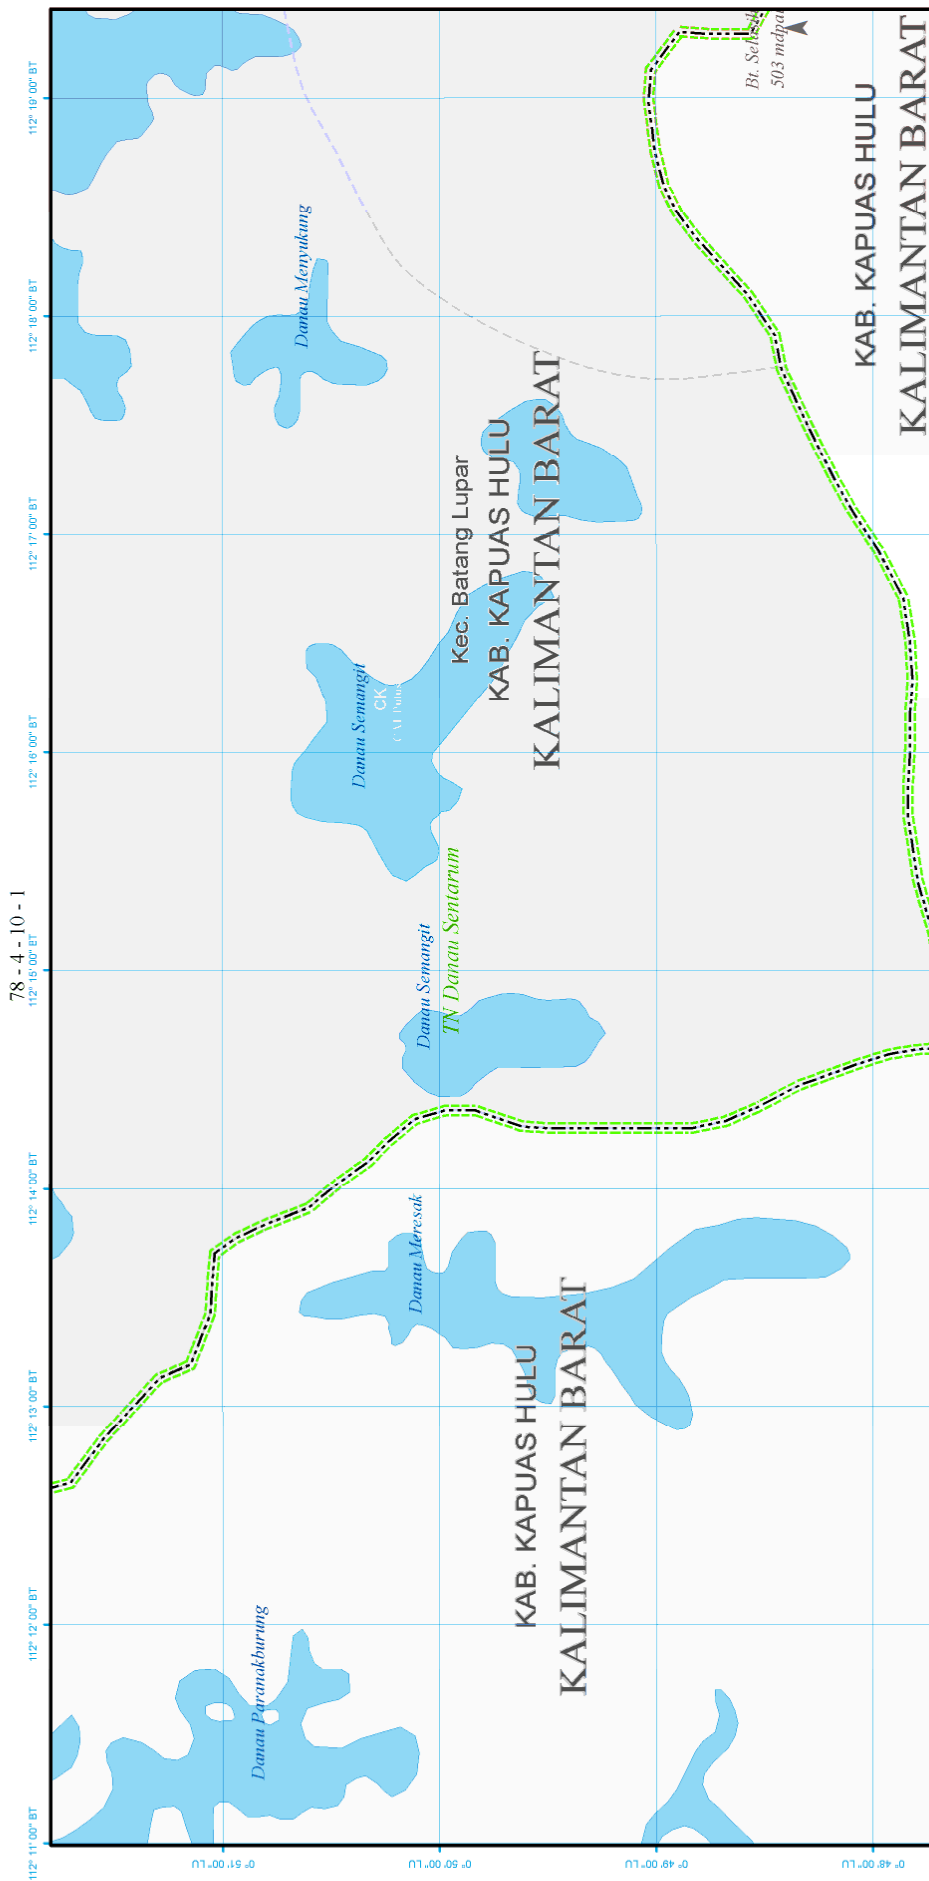 78 - 4 - 10 - 1
112° 11' 00" BT
112° 12' 00" BT
112° 13' 00" BT
112° 14' 00" BT
112° 15' 00" BT
112° 16' 00" BT
112° 17' 00" BT
112° 18' 00" BT
112° 19' 00" BT
0° 51' 00" LU
0° 50' 00" LU
0° 49' 00" LU
0° 48' 00" LU
Danau Paranakburung
Danau Menyukung
Danau Semangit
CK
Danau Meresak
Danau Semangit
TN Danau Sentarum
Kec. Batang Lupar
KAB. KAPUAS HULU
KALIMANTAN BARAT
KAB. KAPUAS HULU
KALIMANTAN BARAT
Bt.
503 mdpal
KAB. KAPUAS HULU
KALIMANTAN BARAT